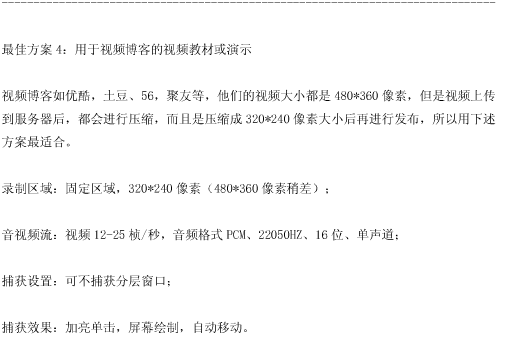 --------------------------------------------------------------------------------
最佳方案 4：用于视频博客的视频教材或演示
视频博客如优酷，土豆、56，聚友等，他们的视频大小都是 480*360 像素，但是视频上传
到服务器后，都会进行压缩，而且是压缩成 320*240 像素大小后再进行发布，所以用下述
方案最适合。
录制区域：固定区域，320*240 像素（480*360 像素稍差）；
音视频流：视频 12-25 桢/秒，音频格式 PCM、22050HZ、16 位、单声道；
捕获设置：可不捕获分层窗口；
捕获效果：加亮单击，屏幕绘制，自动移动。